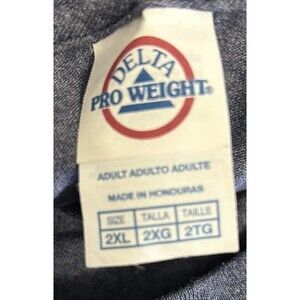 DELTA
PRO WEIGHT®
ADULT ADULTO ADULTE
MADE IN HONDURAS
SIZE TALLA TAILLE
2XL 2XG 2TG